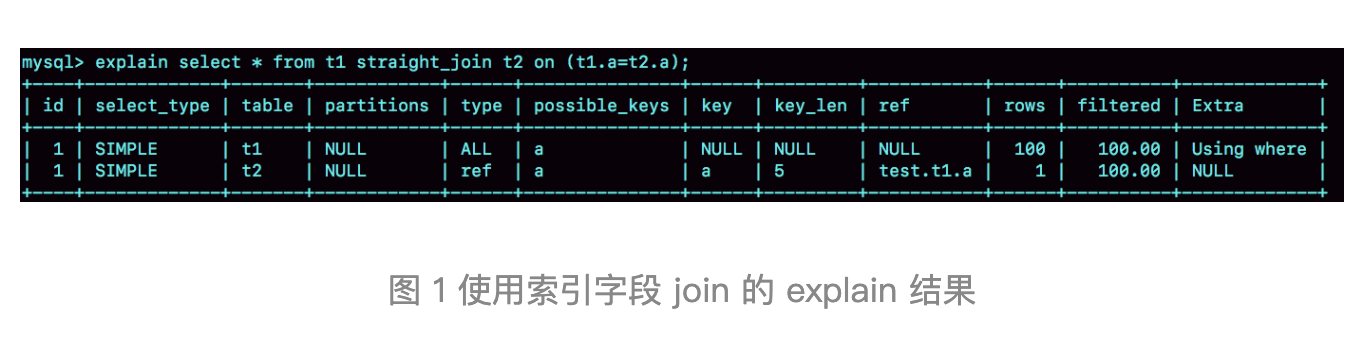 mysql> explain select * from t1 straight_join t2 on (t1.a=t2.a);
+----+-------------+-------+------------+------+---------------+------+---------+-----------+------+----------+-------------+
| id | select_type | table | partitions | type | possible_keys | key | key_len | ref | rows | filtered | Extra |
+----+-------------+-------+------------+------+---------------+------+---------+-----------+------+----------+-------------+
| 1 | SIMPLE | t1 | NULL | ALL | a | NULL | NULL | NULL | 100 | 100.00 | Using where |
| 1 | SIMPLE | t2 | NULL | ref | a | a | 5 | test.t1.a | 1 | 100.00 | NULL |
+----+-------------+-------+------------+------+---------------+------+---------+-----------+------+----------+-------------+
图 1 使用索引字段 join 的 explain 结果